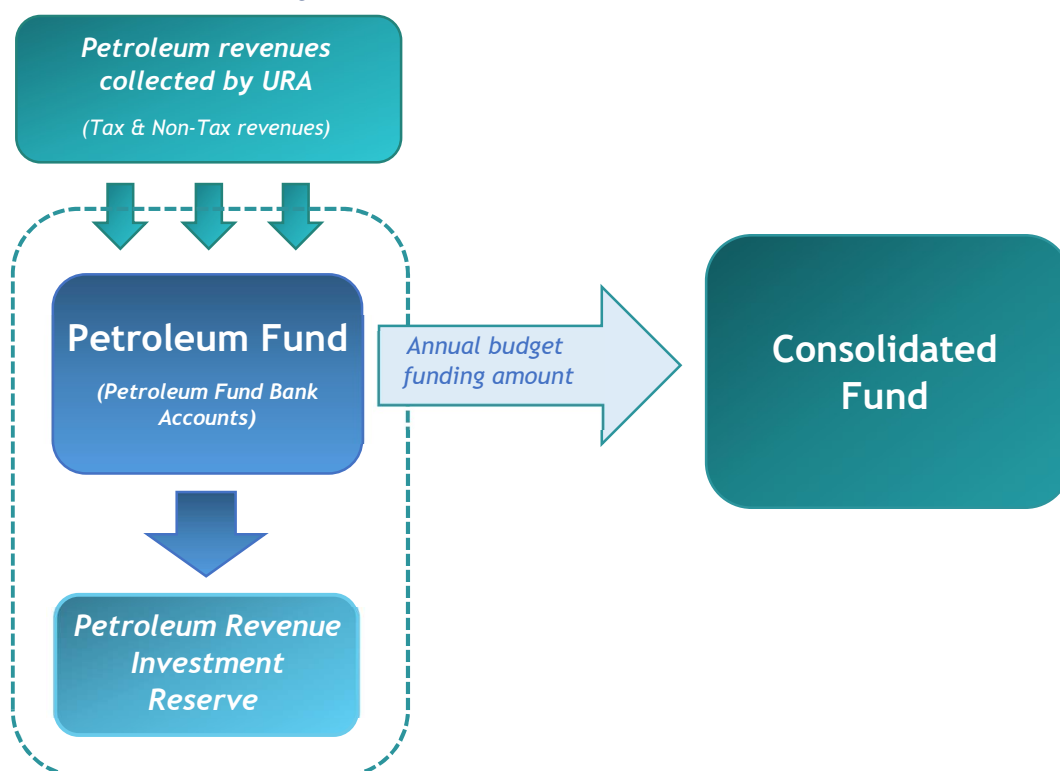 Petroleum revenues
collected by URA
(Tax & Non-Tax revenues)
Petroleum Fund
(Petroleum Fund Bank
Accounts)
Annual budget
funding amount
Consolidated
Fund
Petroleum Revenue
Investment
Reserve